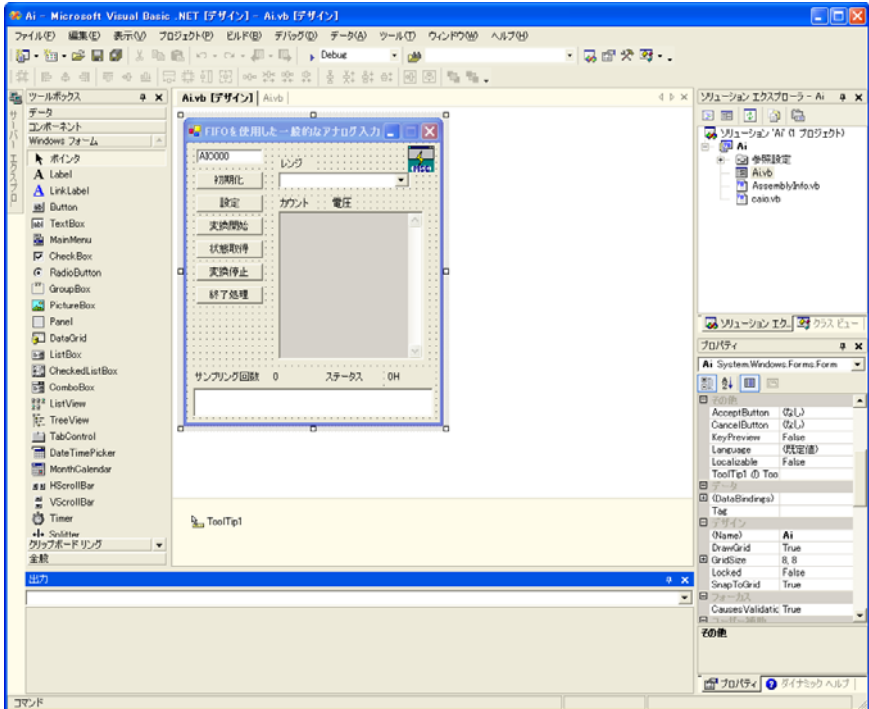 Ai - Microsoft Visual Basic .NET [デザイン] - Ai.vb [デザイン]
ファイル(F) 編集(E) 表示(V) プロジェクト(P) ビルド(B) デバッグ(D) データ(A) ツール(T) ウィンドウ(W) ヘルプ(H)
Debug
サーバー エクスプロ
ツールボックス
データ
コンポーネント
Windows フォーム
ポインタ
Label
LinkLabel
Button
TextBox
MainMenu
CheckBox
RadioButton
GroupBox
PictureBox
Panel
DataGrid
ListBox
CheckedListBox
ComboBox
ListView
TreeView
TabControl
DateTimePicker
MonthCalendar
HScrollBar
VScrollBar
Timer
Splitter
クリップボード リング
全般
Ai.vb [デザイン] Ai.vb
FIFOを使用した一般的なアナログ入力
AIO000
レンジ
初期化
設定
カウント 電圧
変換開始
状態取得
変換停止
終了処理
サンプリング回数 0 ステータス 0H
ToolTip1
出力
ソリューション エクスプローラ - Ai
ソリューション 'Ai' (1 プロジェクト)
Ai
参照設定
Ai.vb
AssemblyInfo.vb
caio.vb
ソリューション エク... クラス ビュー
プロパティ
Ai System.Windows.Forms.Form
その他
AcceptButton (なし)
CancelButton (なし)
KeyPreview False
Language (既定値)
Localizable False
ToolTip1 の Too
データ
(DataBindings)
Tag
デザイン
(Name) Ai
DrawGrid True
GridSize 8, 8
Locked False
SnapToGrid True
フォーカス
CausesValidatic True
その他
プロパティ ダイナミック ヘルプ
コマンド